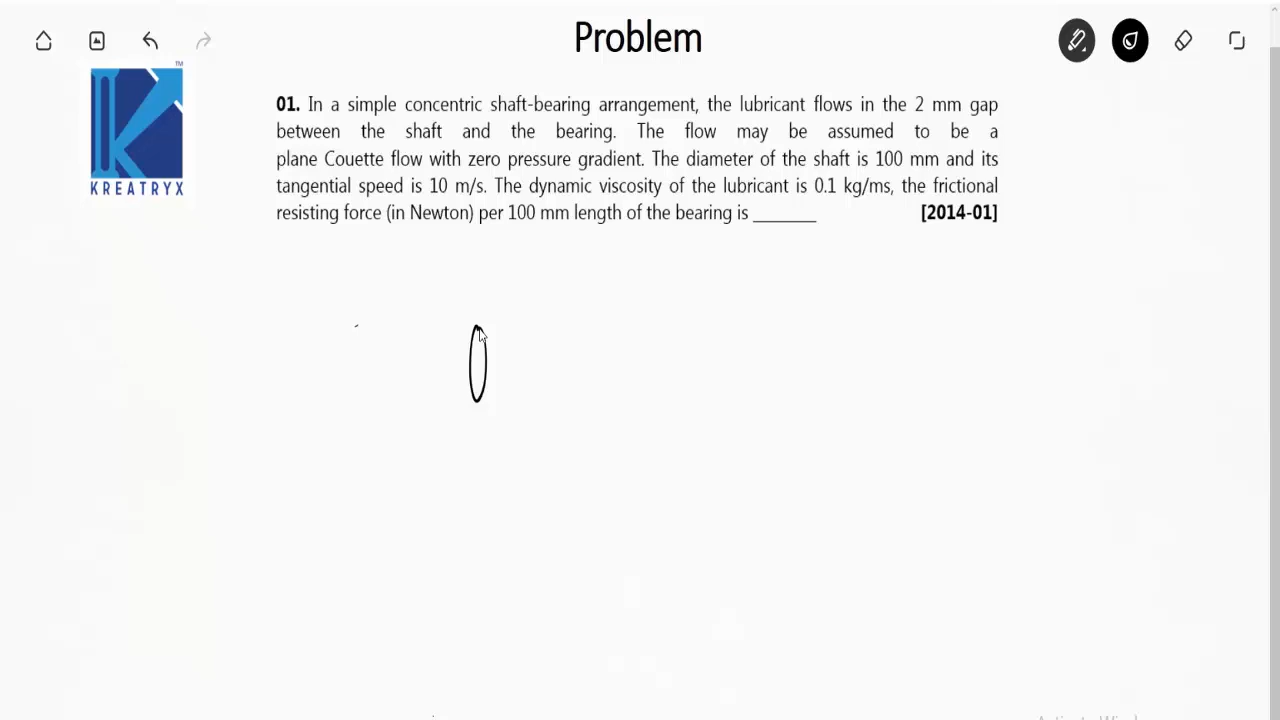 Problem
TM
KREATRYX
01. In a simple concentric shaft-bearing arrangement, the lubricant flows in the 2 mm gap
between the shaft and the bearing. The flow may be assumed to be a
plane Couette flow with zero pressure gradient. The diameter of the shaft is 100 mm and its
tangential speed is 10 m/s. The dynamic viscosity of the lubricant is 0.1 kg/ms, the frictional
resisting force (in Newton) per 100 mm length of the bearing is _______ [2014-01]